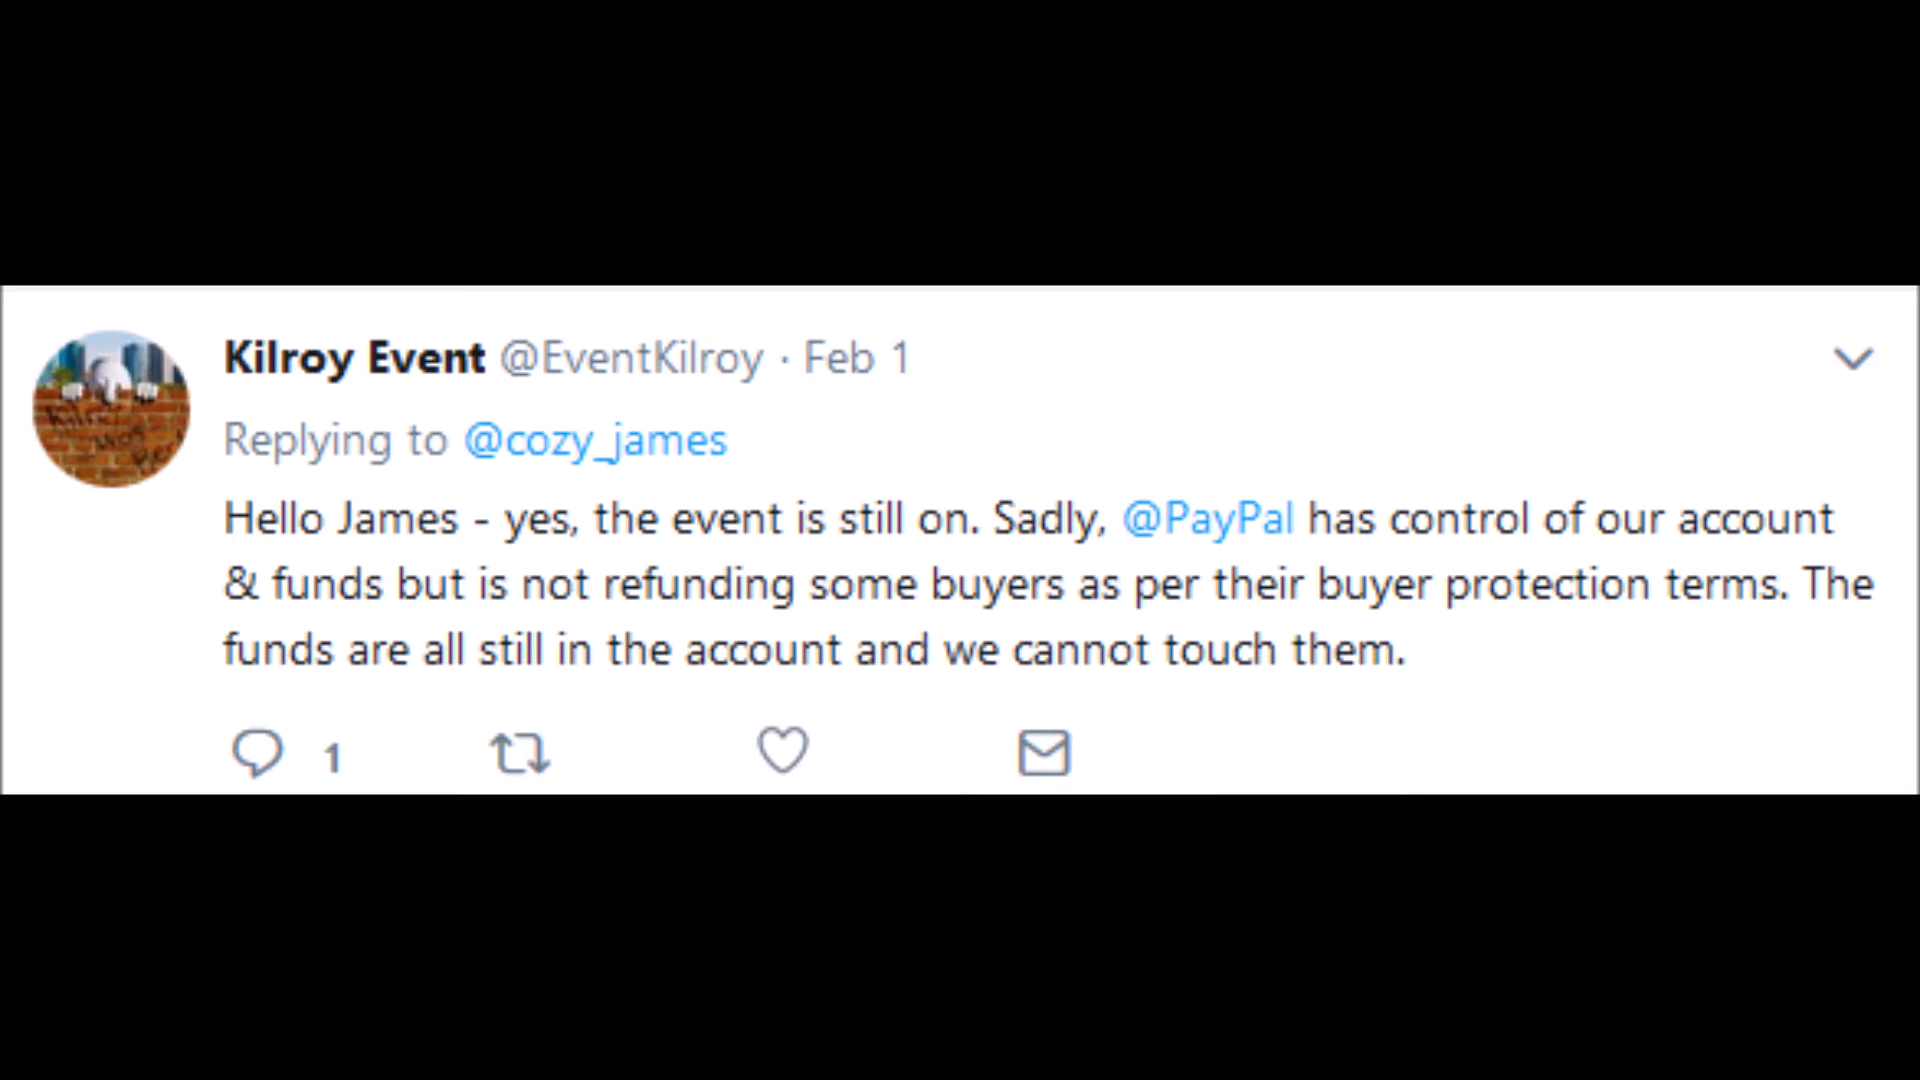 Kilroy Event @EventKilroy · Feb 1
Replying to @cozy_james
Hello James - yes, the event is still on. Sadly, @PayPal has control of our account
& funds but is not refunding some buyers as per their buyer protection terms. The
funds are all still in the account and we cannot touch them.
1